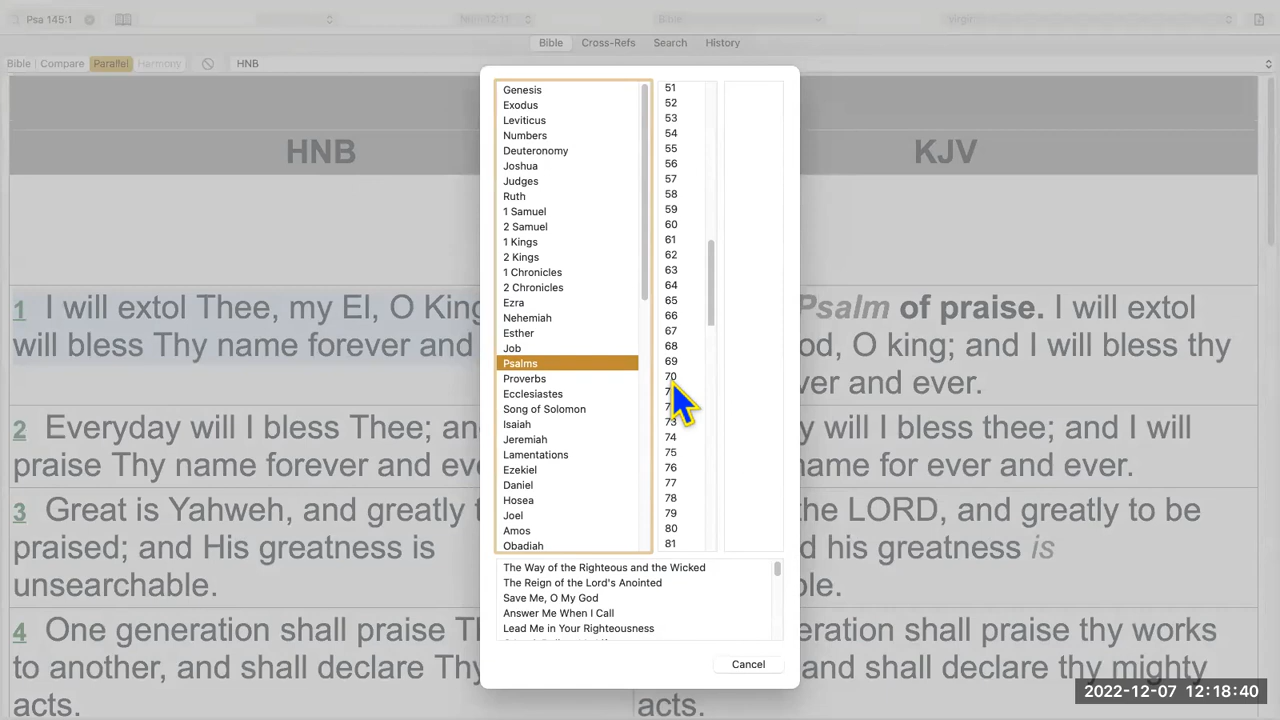 Psa 145:1
Num 12:11
Bible
Bible
Cross-Refs
Search
History
Bible
Compare
Parallel
Harmony
HNB
HNB
KJV
1 I will extol Thee, my El, O King
will bless Thy name forever and
Psalm of praise. I will extol
od, O king; and I will bless thy
ver and ever.
2 Everyday will I bless Thee; an
praise Thy name forever and ev
y will I bless thee; and I will
name for ever and ever.
3 Great is Yahweh, and greatly t
praised; and His greatness is
unsearchable.
the LORD, and greatly to be
d his greatness is
ble.
4 One generation shall praise T
to another, and shall declare Thy
acts.
eration shall praise thy works
and shall declare thy mighty
acts.
Genesis
Exodus
Leviticus
Numbers
Deuteronomy
Joshua
Judges
Ruth
1 Samuel
2 Samuel
1 Kings
2 Kings
1 Chronicles
2 Chronicles
Ezra
Nehemiah
Esther
Job
Psalms
Proverbs
Ecclesiastes
Song of Solomon
Isaiah
Jeremiah
Lamentations
Ezekiel
Daniel
Hosea
Joel
Amos
Obadiah
51
52
53
54
55
56
57
58
59
60
61
62
63
64
65
66
67
68
69
70
7
7
73
74
75
76
77
78
79
80
81
The Way of the Righteous and the Wicked
The Reign of the Lord's Anointed
Save Me, O My God
Answer Me When I Call
Lead Me in Your Righteousness
Cancel
2022-12-07 12:18:40